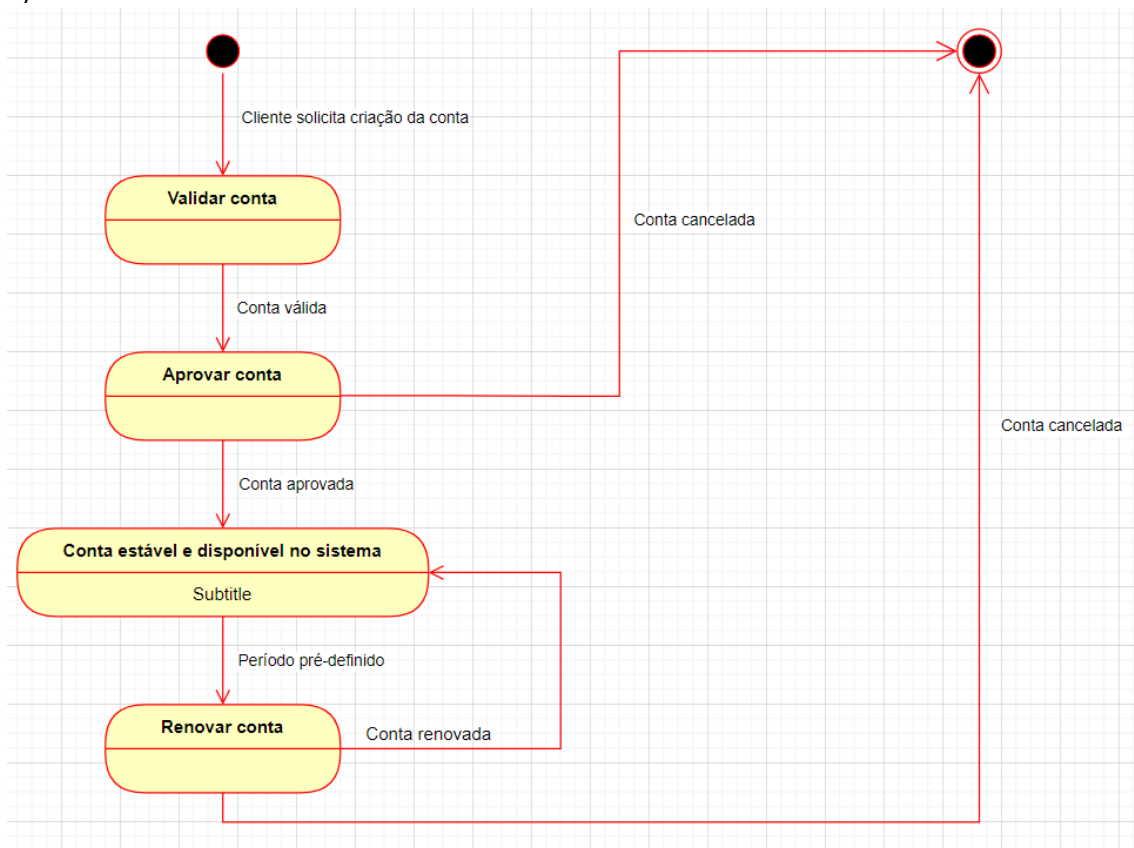 Cliente solicita criação da conta
Validar conta
Conta cancelada
Conta válida
Aprovar conta
Conta cancelada
Conta aprovada
Conta estável e disponível no sistema
Subtitle
Período pré-definido
Renovar conta
Conta renovada